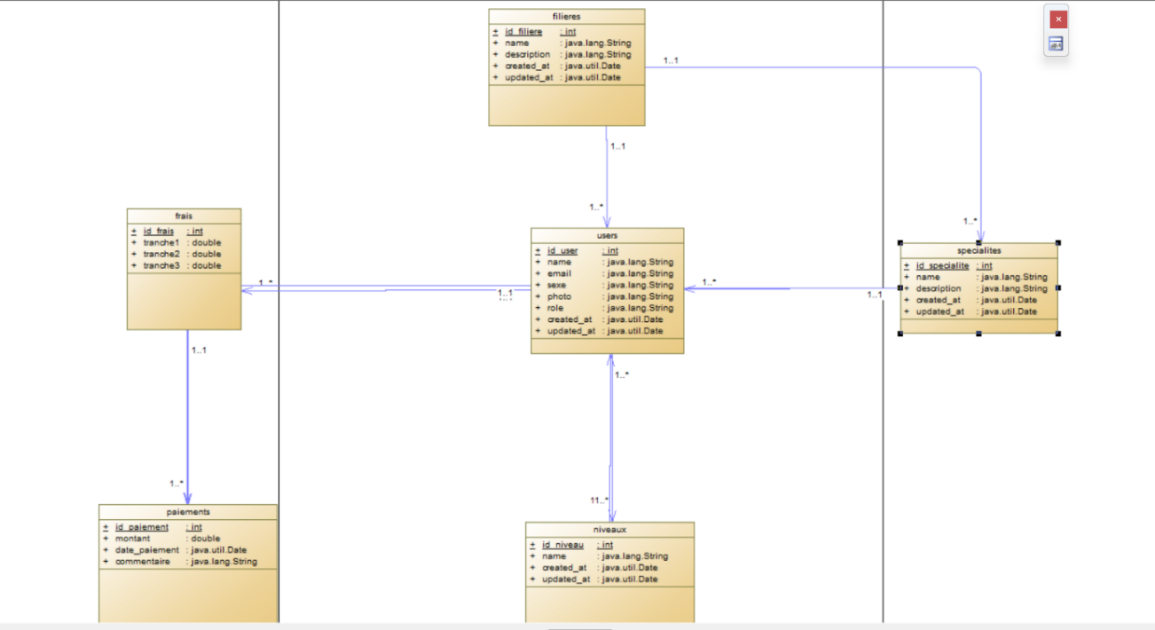 filieres
+ id_filiere : int
+ name : java.lang.String
+ description : java.lang.String
+ created_at : java.util.Date
+ updated_at : java.util.Date
1..1
1..1
1..*
1..*
frais
+ id_frais : int
+ tranche1 : double
+ tranche2 : double
+ tranche3 : double
users
+ id_user : int
+ name : java.lang.String
+ email : java.lang.String
+ sexe : java.lang.String
+ photo : java.lang.String
+ role : java.lang.String
+ created_at : java.util.Date
+ updated_at : java.util.Date
specialites
+ id_specialite : int
+ name : java.lang.String
+ description : java.lang.String
+ created_at : java.util.Date
+ updated_at : java.util.Date
1..*
1..1
1..*
1..1
1..1
1..*
1..*
paiements
+ id_paiement : int
+ montant : double
+ date_paiement : java.util.Date
+ commentaire : java.lang.String
11..*
niveaux
+ id_niveau : int
+ name : java.lang.String
+ created_at : java.util.Date
+ updated_at : java.util.Date